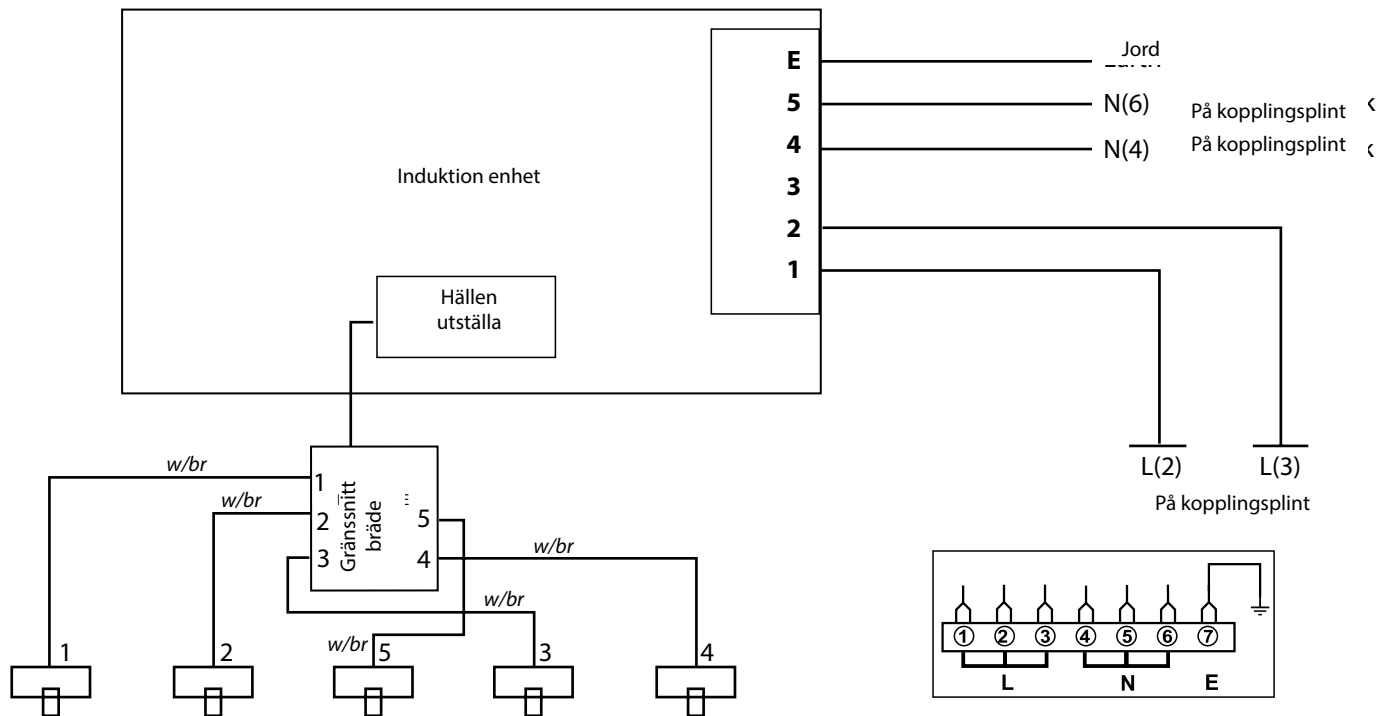 E
Jord
5
N(6)
På kopplingsplint
4
N(4)
På kopplingsplint
3
2
1
Induktion enhet
Hällen
utställa
L(2)
L(3)
På kopplingsplint
w/br
w/br
1
2
3
Gränssnitt
bräde
5
4
w/br
w/br
w/br
1
2
5
3
4
1
2
3
4
5
6
7
L
N
E